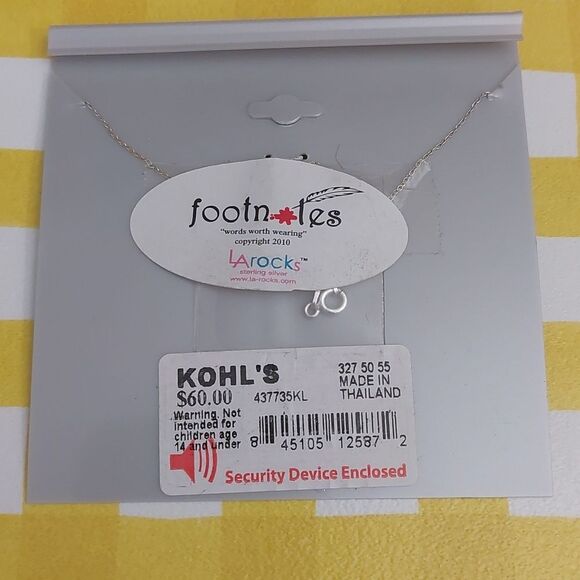 footnotes
"words worth wearing"
copyright 2010
LA rocks™
sterling silver
www.la-rocks.com
KOHL'S
$60.00
437735KL
327 50 55
MADE IN
THAILAND
Warning. Not
intended for
children age
14 and under
8 45105 12587 2
Security Device Enclosed